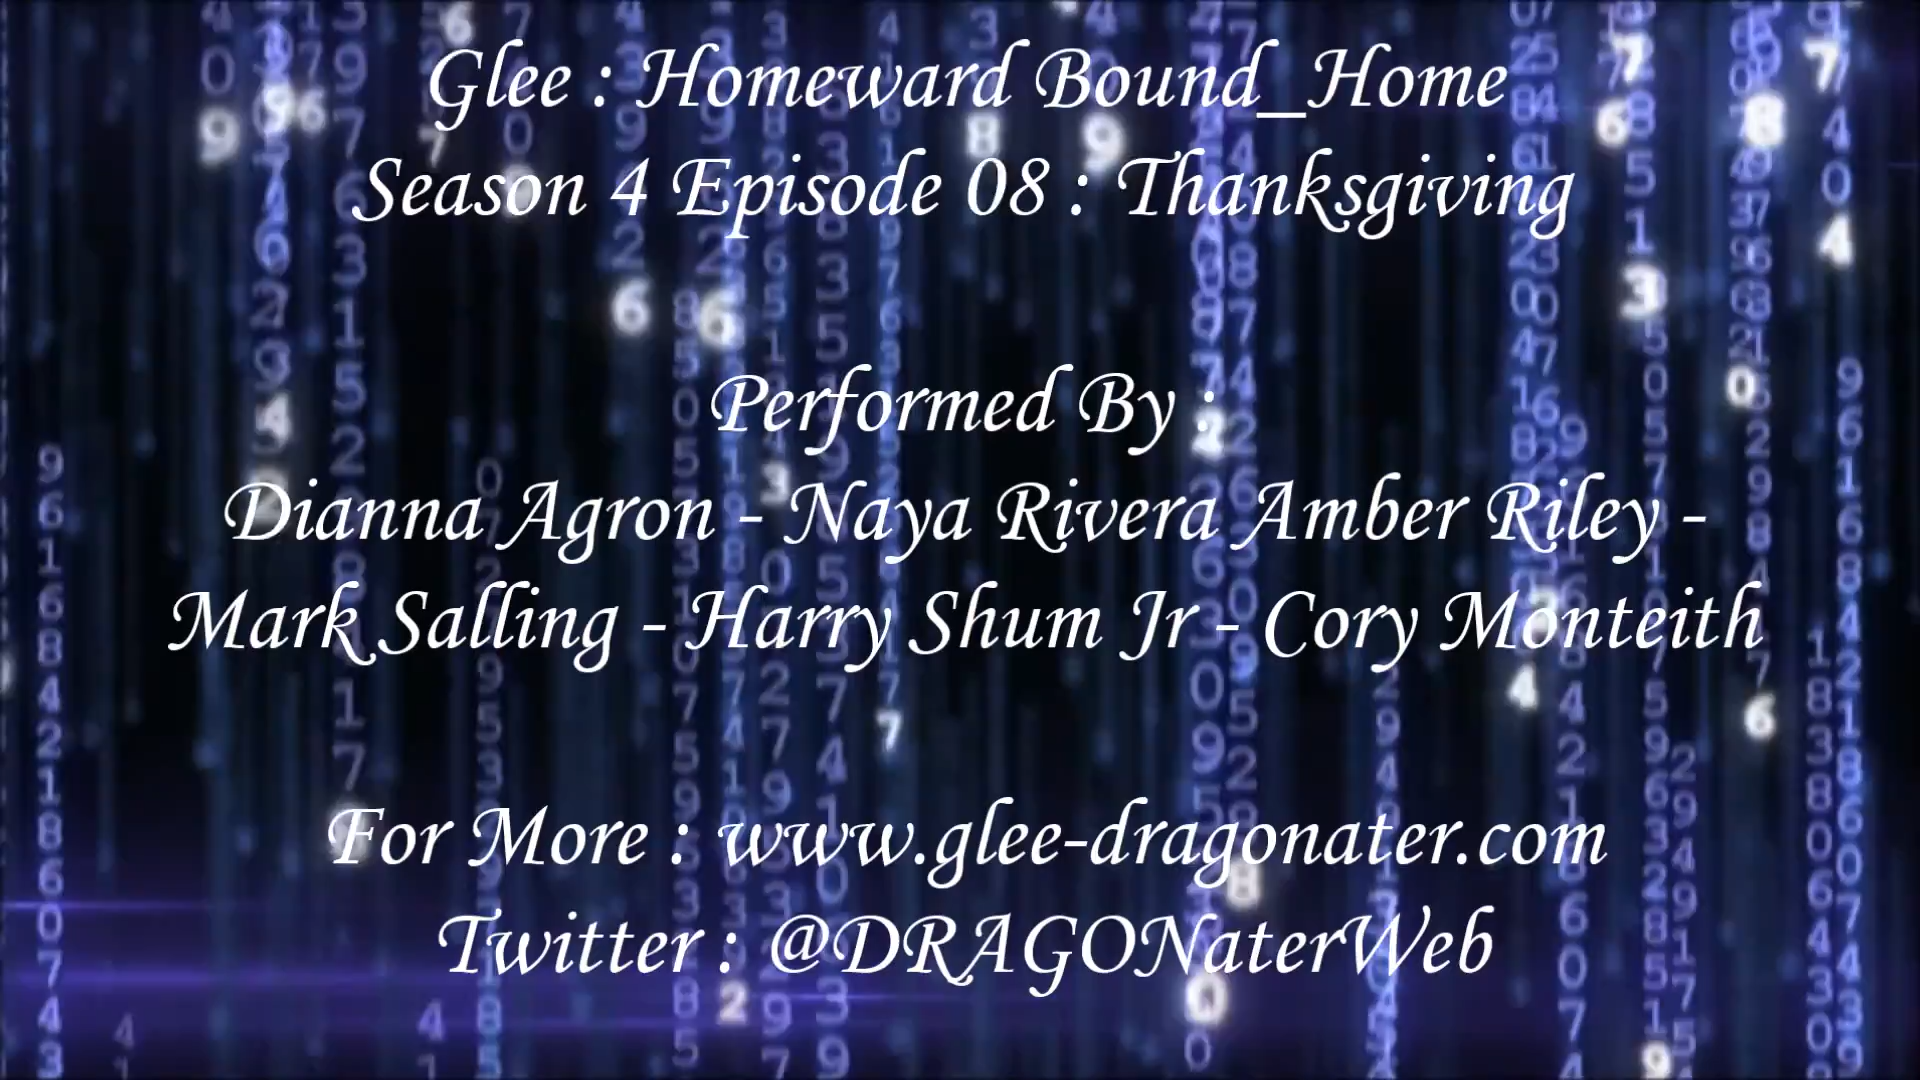 Glee : Homeward Bound_Home
Season 4 Episode 08 : Thanksgiving
Performed By :
Dianna Agron - Naya Rivera Amber Riley -
Mark Salling - Harry Shum Jr - Cory Monteith
For More : www.glee-dragonater.com
Twitter : @DRAGONaterWeb